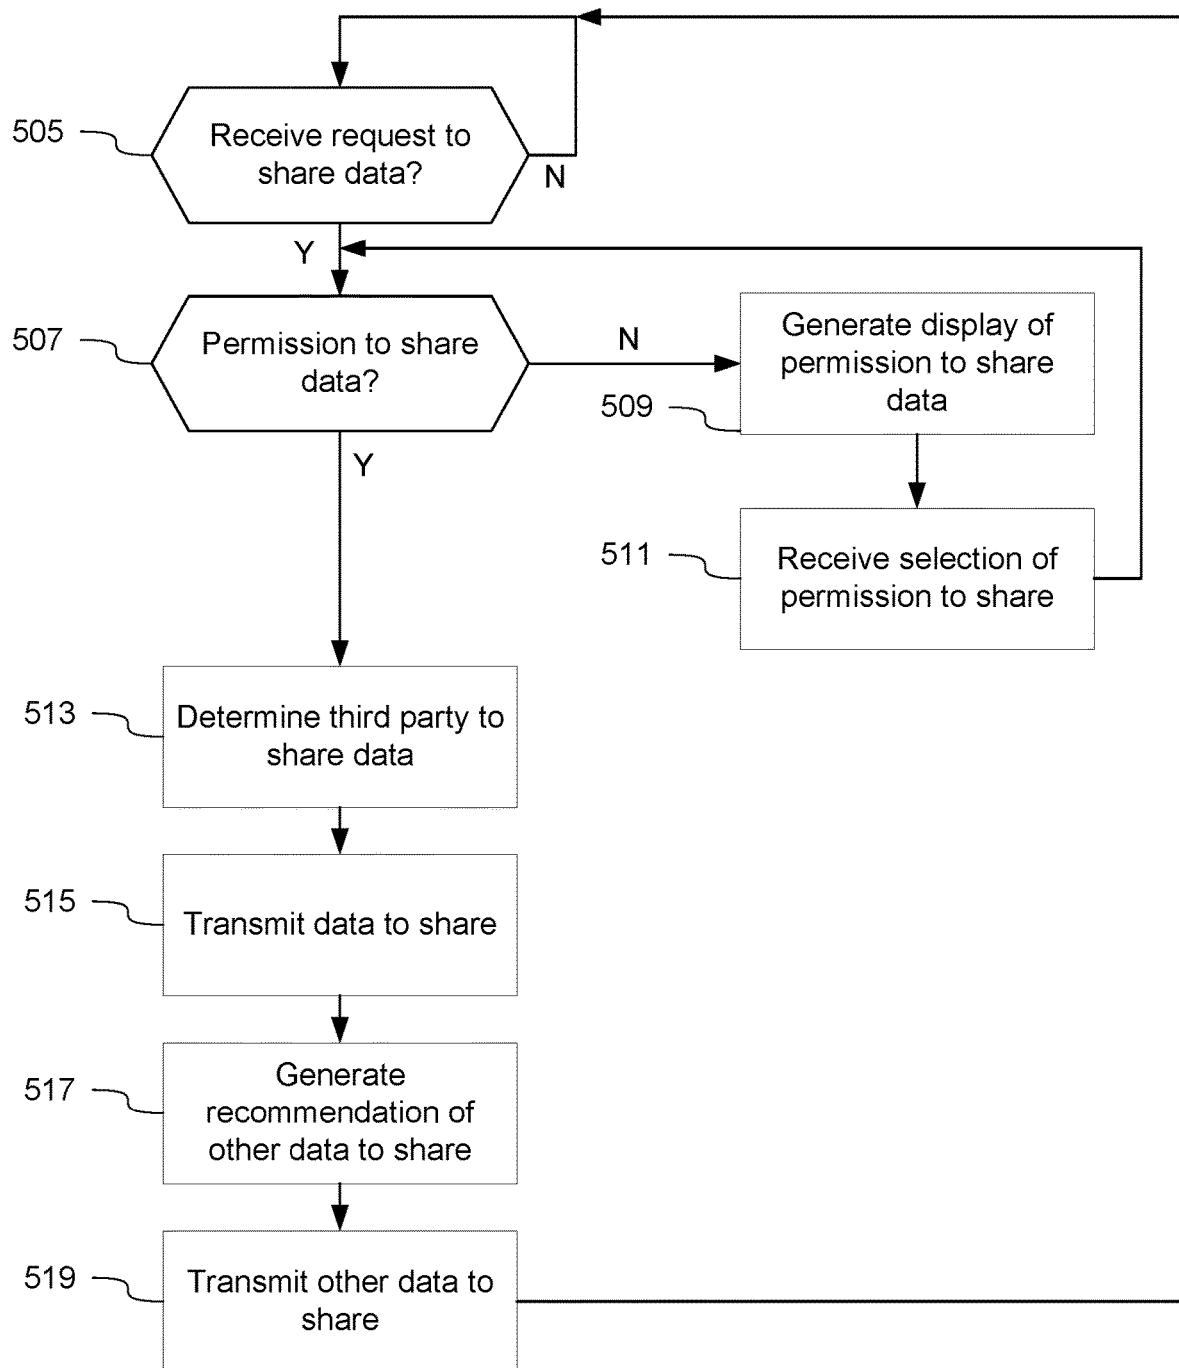 505
Receive request to
share data?
N
Y
507
Permission to share
data?
N
Generate display of
permission to share
data
509
Y
511
Receive selection of
permission to share
513
Determine third party to
share data
515
Transmit data to share
517
Generate
recommendation of
other data to share
519
Transmit other data to
share